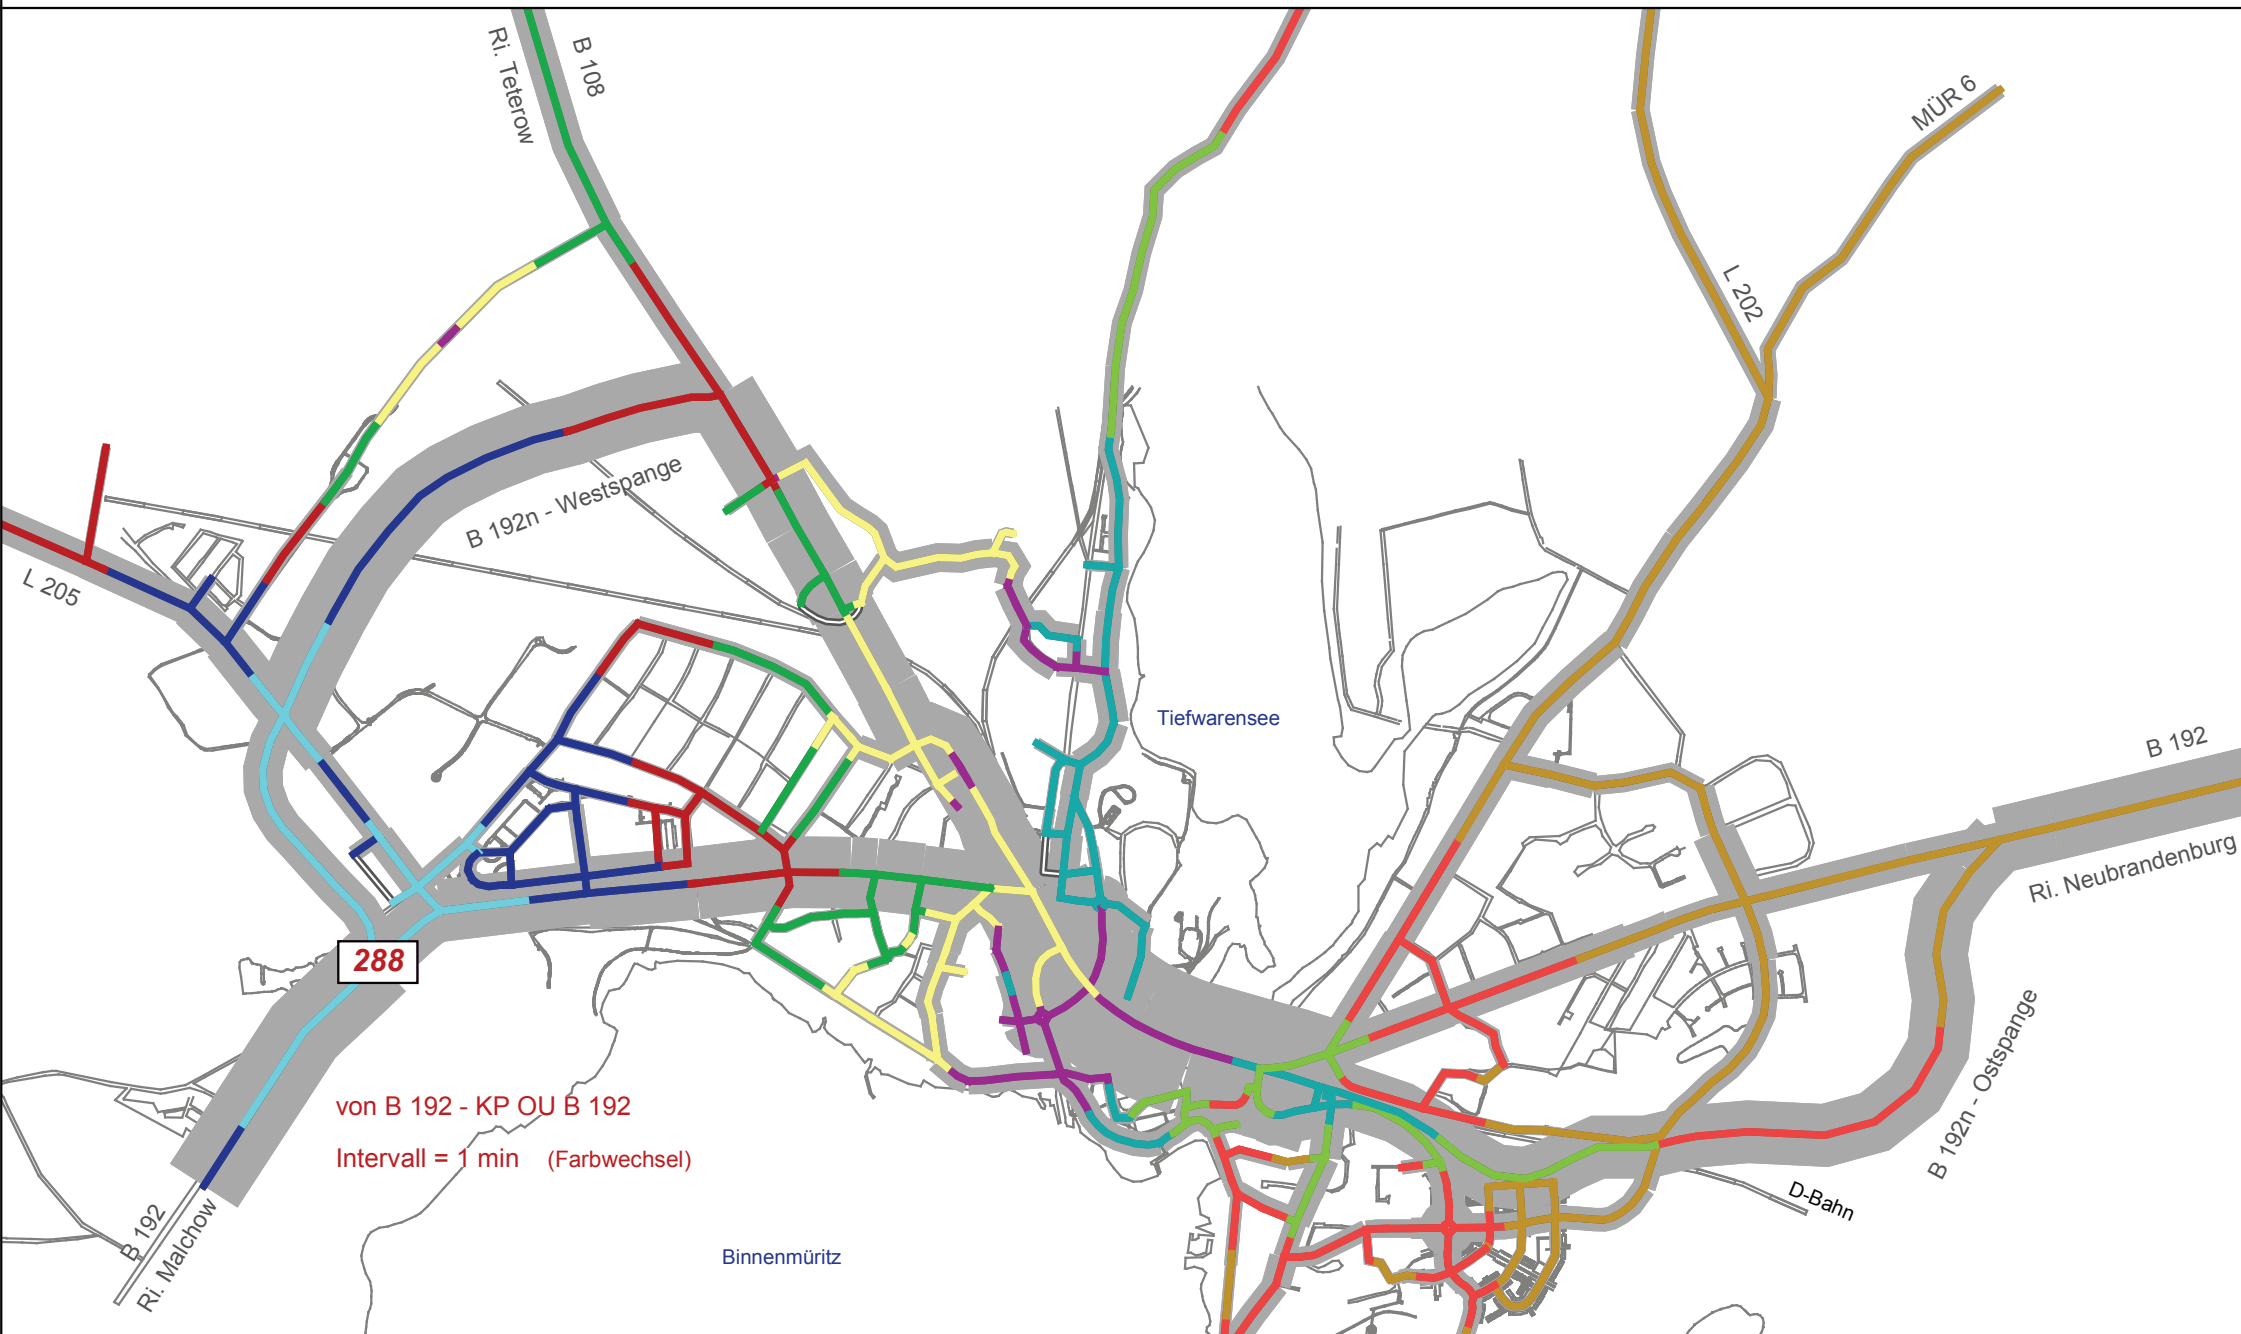 B 108
Ri. Teterow
MÜR 6
L 202
B 192n - Westspange
L 205
Tiefwarensee
B 192
Ri. Neubrandenburg
288
B 192n - Ostspange
von B 192 - KP OU B 192
Intervall = 1 min (Farbwechsel)
D-Bahn
B 192
Ri. Malchow
Binnenmüritz